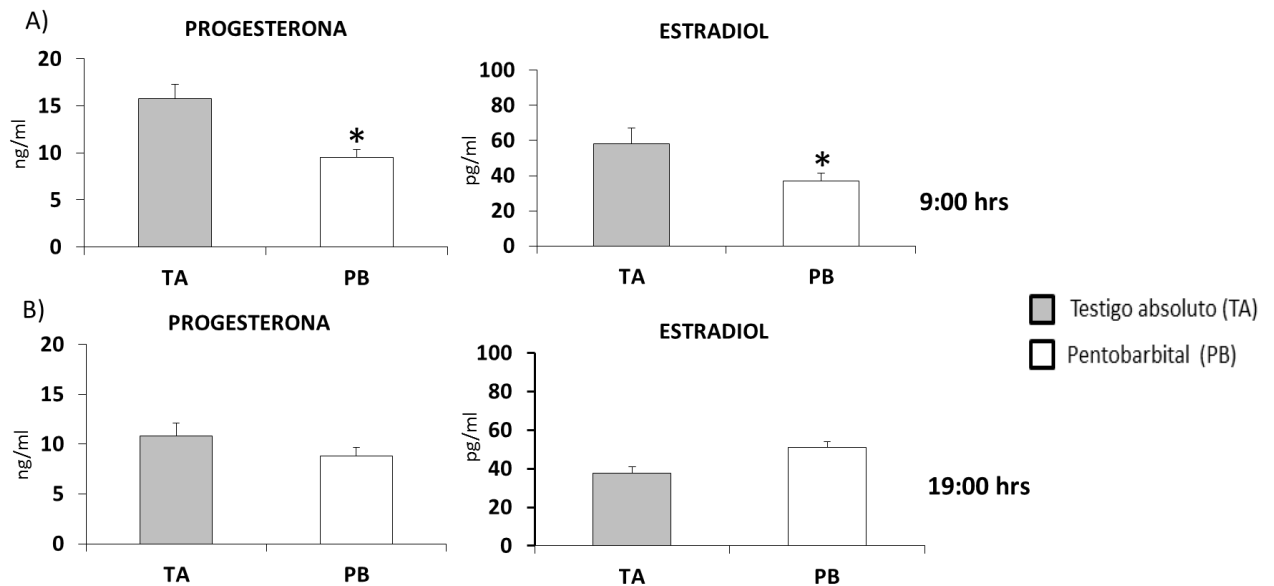 A)
PROGESTERONA
20
15
10
5
0
ng/ml
*
TA PB
ESTRADIOL
100
80
60
40
20
0
pg/ml
*
TA PB
9:00 hrs
B)
PROGESTERONA
20
15
10
5
0
ng/ml
TA PB
ESTRADIOL
100
80
60
40
20
0
pg/ml
TA PB
19:00 hrs
Testigo absoluto (TA)
Pentobarbital (PB)